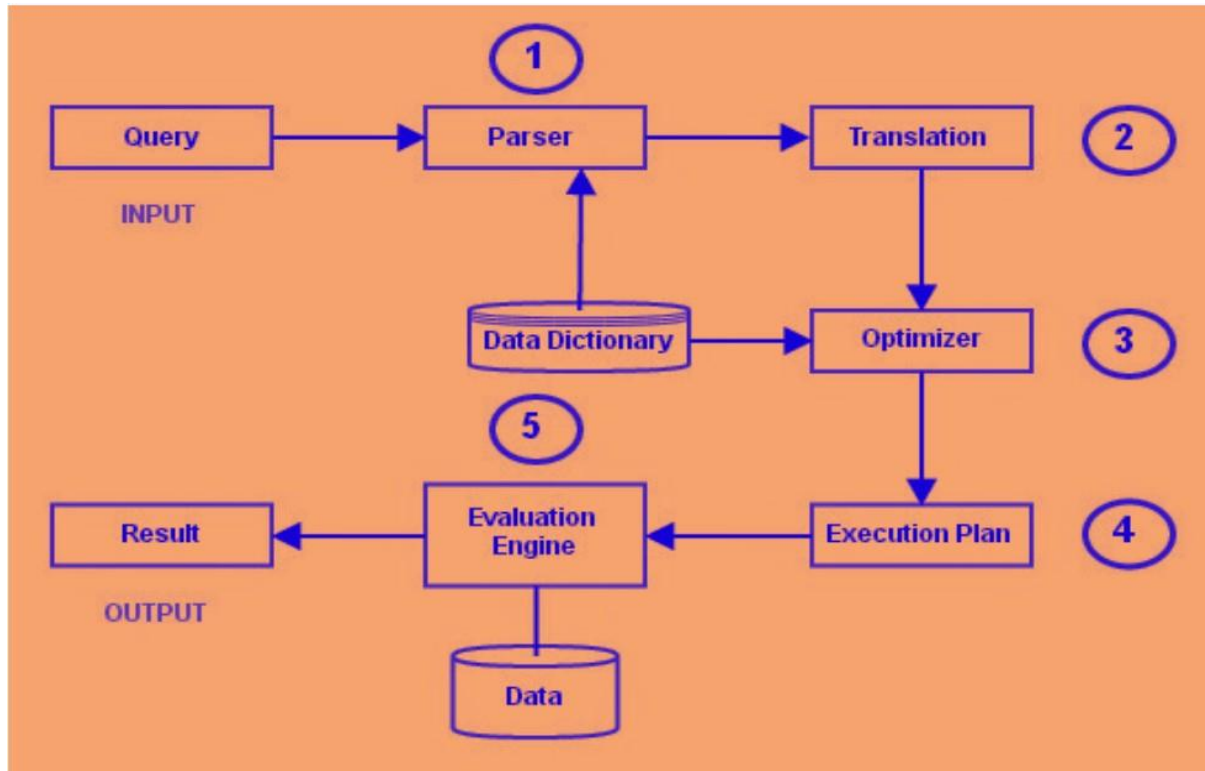 1
Query
Parser
Translation
2
INPUT
Data Dictionary
Optimizer
3
5
Result
Evaluation
Engine
Execution Plan
4
OUTPUT
Data